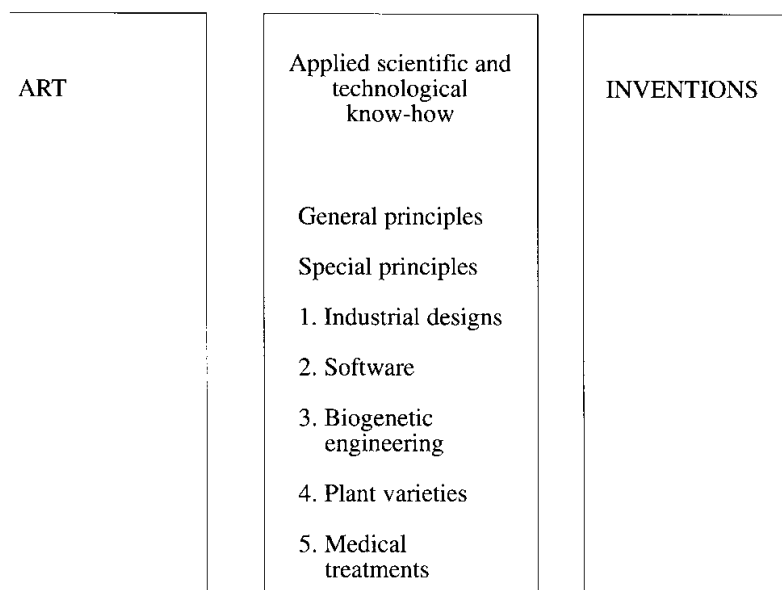 ART
Applied scientific and
technological
know-how
INVENTIONS
General principles
Special principles
1. Industrial designs
2. Software
3. Biogenetic
engineering
4. Plant varieties
5. Medical
treatments